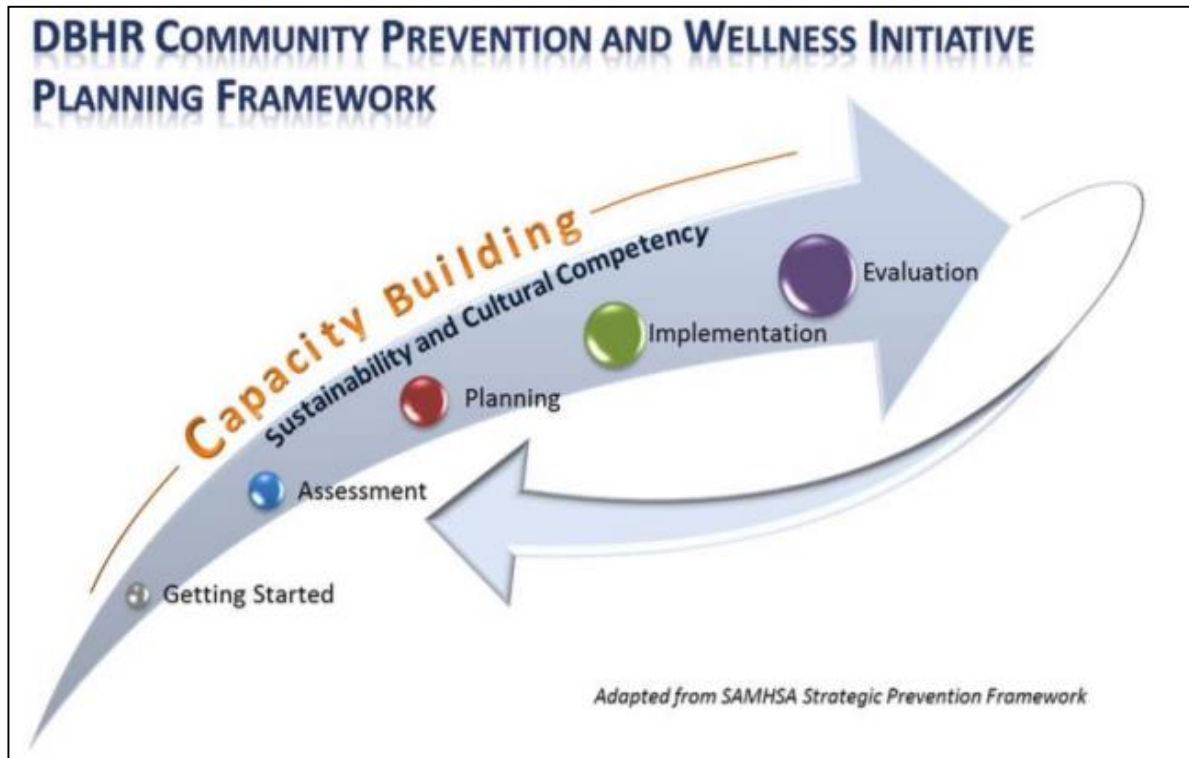 DBHR COMMUNITY PREVENTION AND WELLNESS INITIATIVE
PLANNING FRAMEWORK
Capacity Building
Sustainability and Cultural Competency
Evaluation
Implementation
Planning
Assessment
Getting Started
Adapted from SAMHSA Strategic Prevention Framework